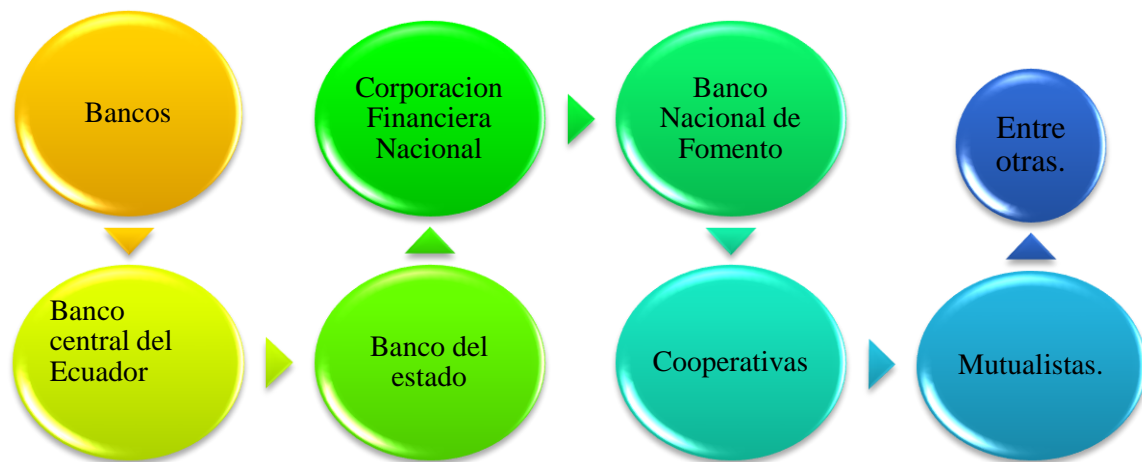 Bancos
Banco
central del
Ecuador
Banco del
estado
Corporacion
Financiera
Nacional
Banco
Nacional de
Fomento
Cooperativas
Mutualistas.
Entre
otras.